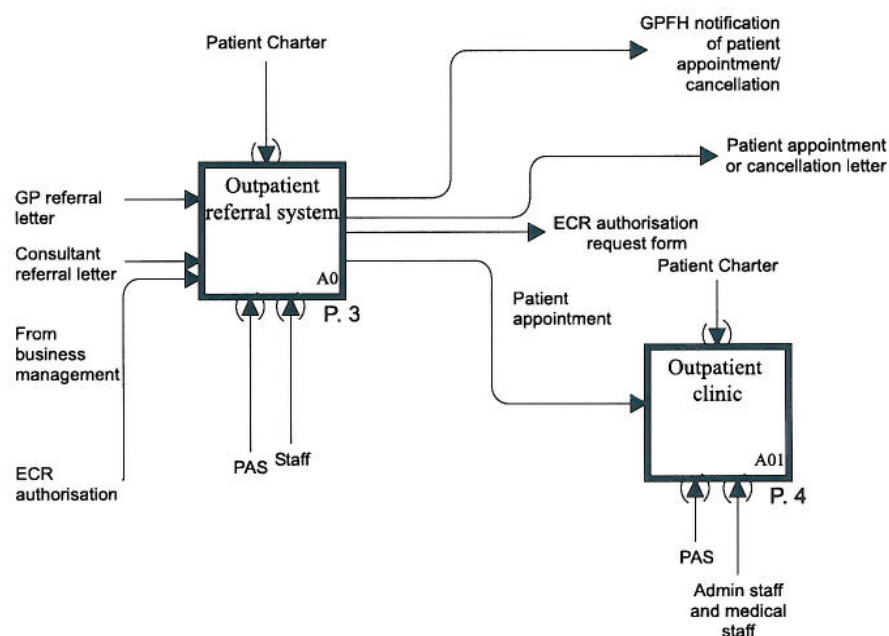 GPFH notification
of patient
appointment/
cancellation
Patient Charter
Patient appointment
or cancellation letter
Outpatient
referral system
GP referral
letter
ECR authorisation
request form
Consultant
referral letter
A0
P. 3
Patient Charter
Patient
appointment
From
business
management
Outpatient
clinic
PAS
Staff
A01
ECR
authorisation
P. 4
PAS
Admin staff
and medical
staff